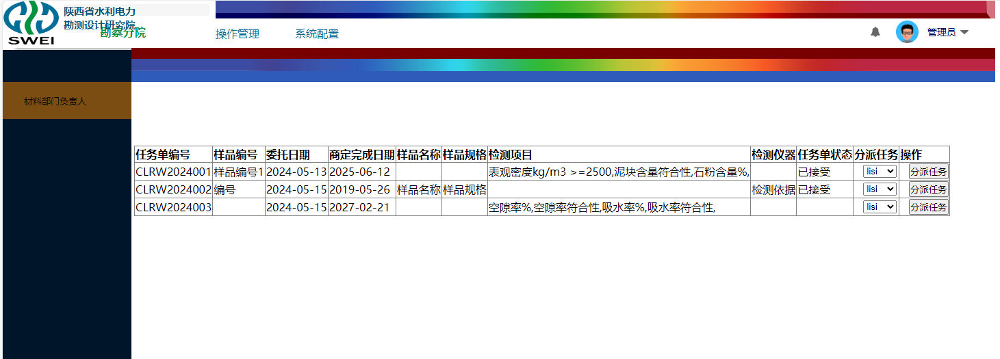 陕西省水利电力
勘测设计研究院
SWEI
勘察分院 操作管理 系统配置 管理员
材料部门负责人
任务单编号 样品编号 委托日期 商定完成日期 样品名称 样品规格 检测项目 检测仪器 任务单状态 分派任务 操作
CLRW2024001 样品编号1 2024-05-13 2025-06-12 表观密度kg/m3 >=2500,泥块含量符合性,石粉含量%, 已接受 lisi 分派任务
CLRW2024002 编号 2024-05-15 2019-05-26 样品名称 样品规格 检测依据 已接受 lisi 分派任务
CLRW2024003 2024-05-15 2027-02-21 空隙率%,空隙率符合性,吸水率%,吸水率符合性, lisi 分派任务